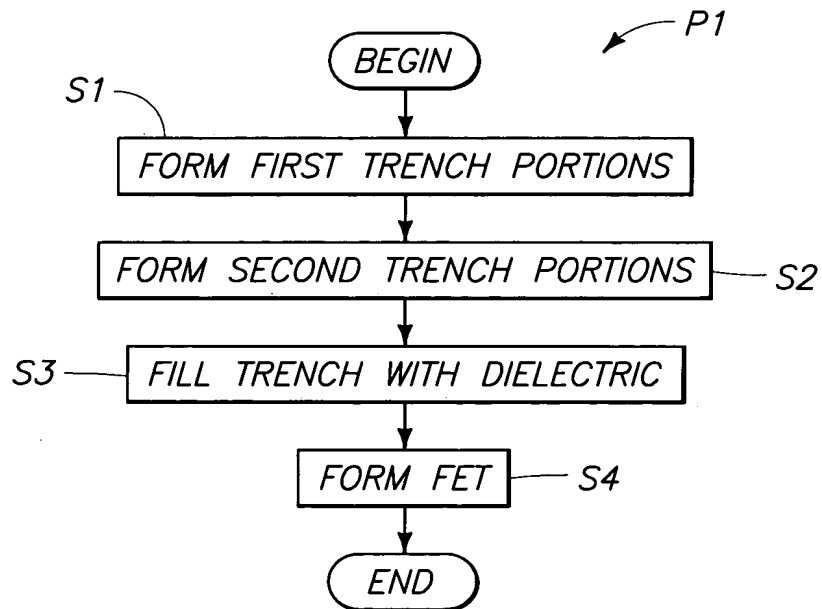 P1
BEGIN
S1
FORM FIRST TRENCH PORTIONS
FORM SECOND TRENCH PORTIONS
S2
S3
FILL TRENCH WITH DIELECTRIC
FORM FET
S4
END